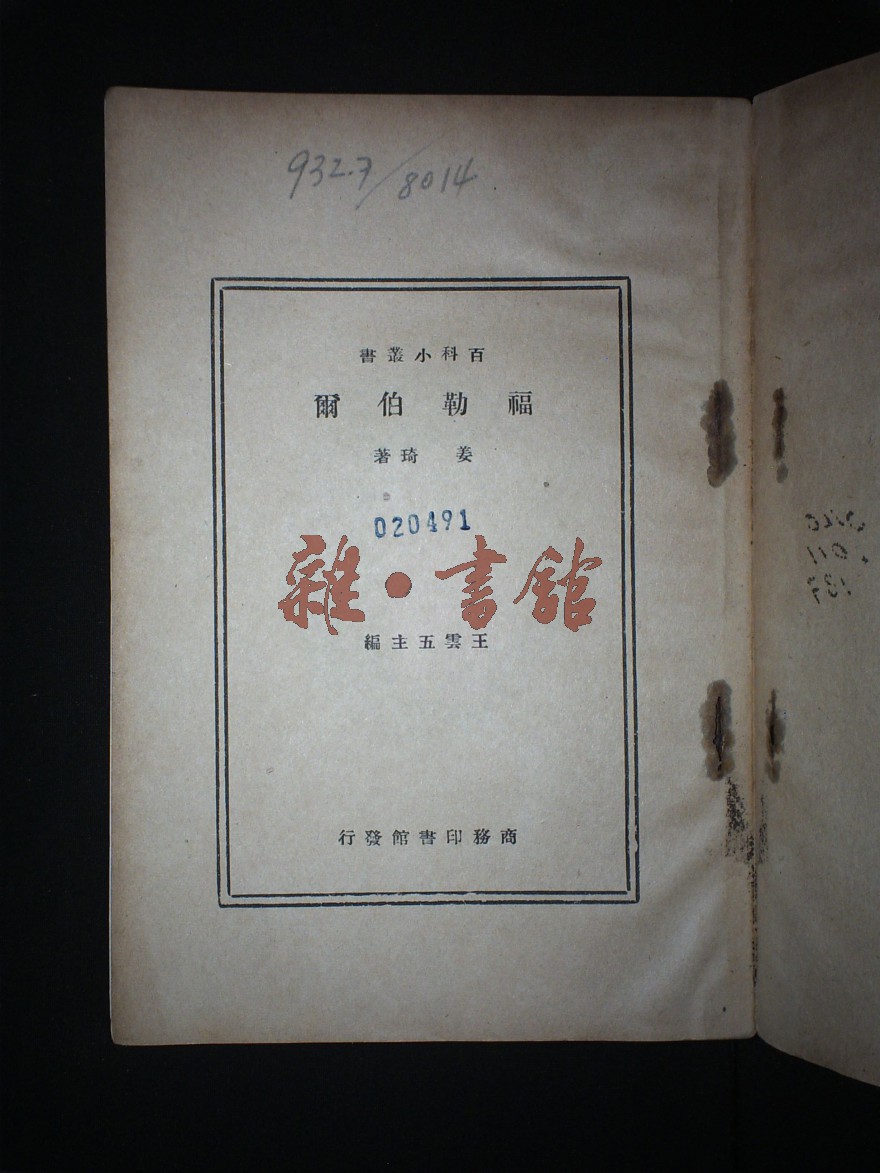 932.7/8014
百科小叢書
福勒伯爾
姜琦著
020491
雜·書館
王雲五主編
商務印書館發行